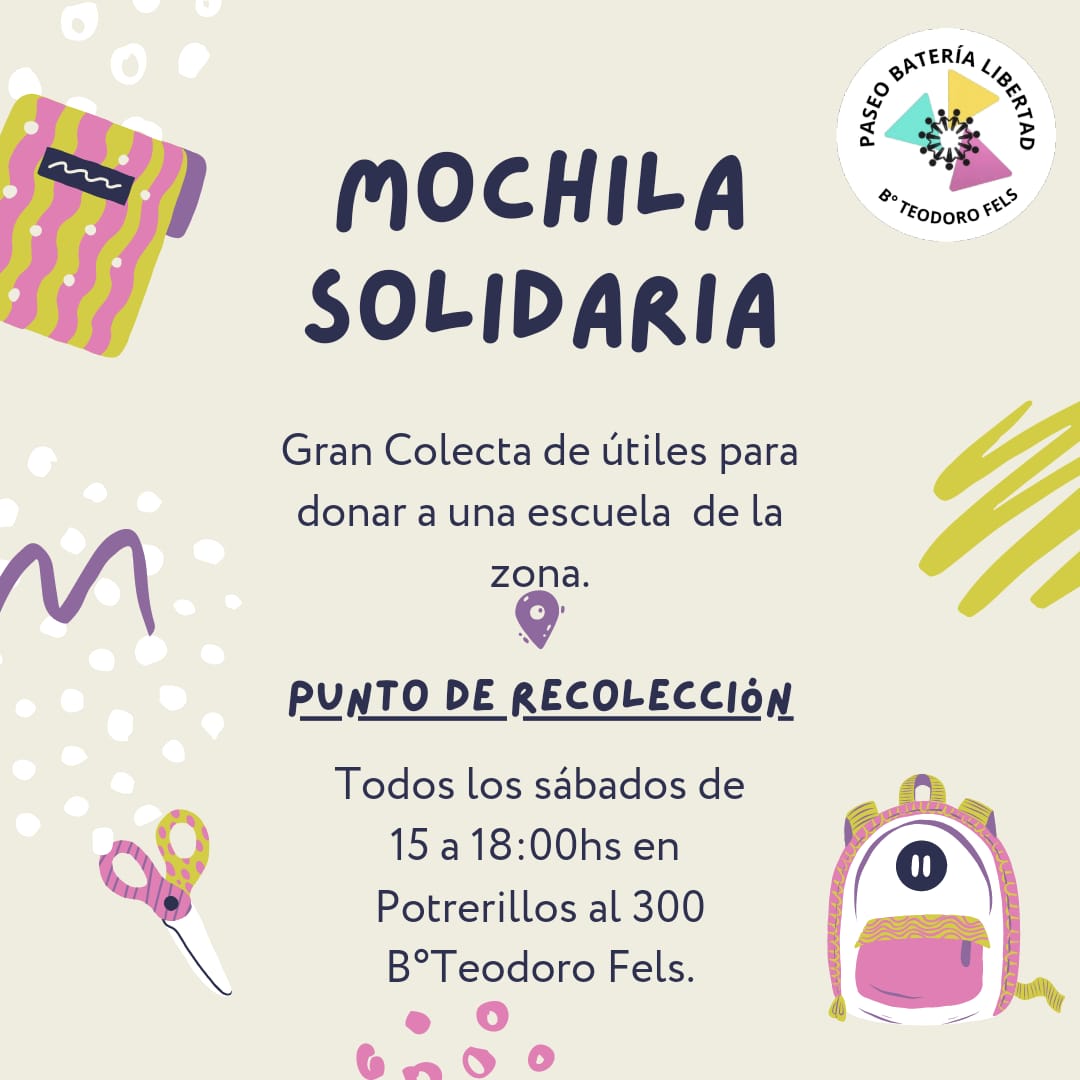 PASEO BATERÍA LIBERTAD
B° TEODORO FELS
MOCHILA
SOLIDARIA
Gran Colecta de útiles para
donar a una escuela de la
zona.
PUNTO DE RECOLECCIÓN
Todos los sábados de
15 a 18:00hs en
Potrerillos al 300
B°Teodoro Fels.